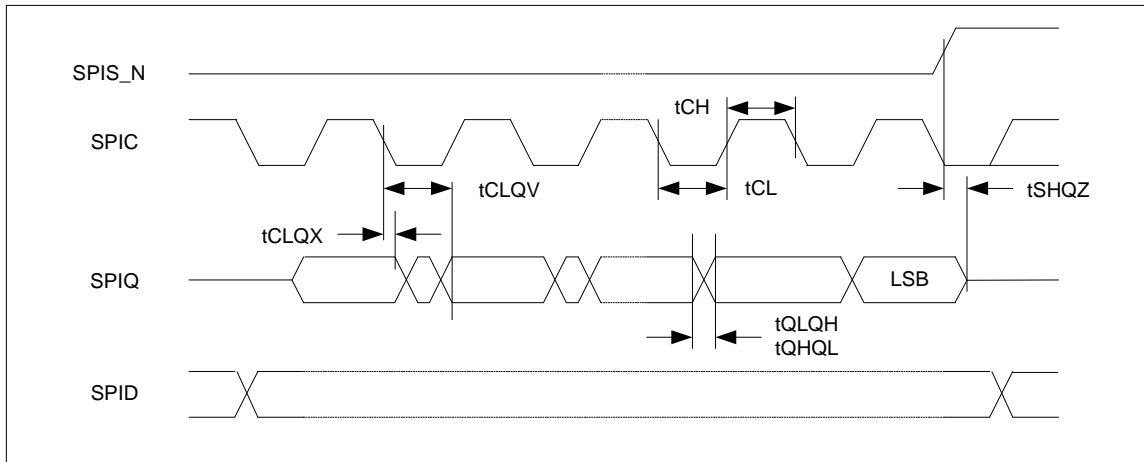 SPIS_N
tCH
SPIC
tCLQV
tCL
tSHQZ
tCLQX
SPIQ
LSB
tQLQH
tQHQL
SPID